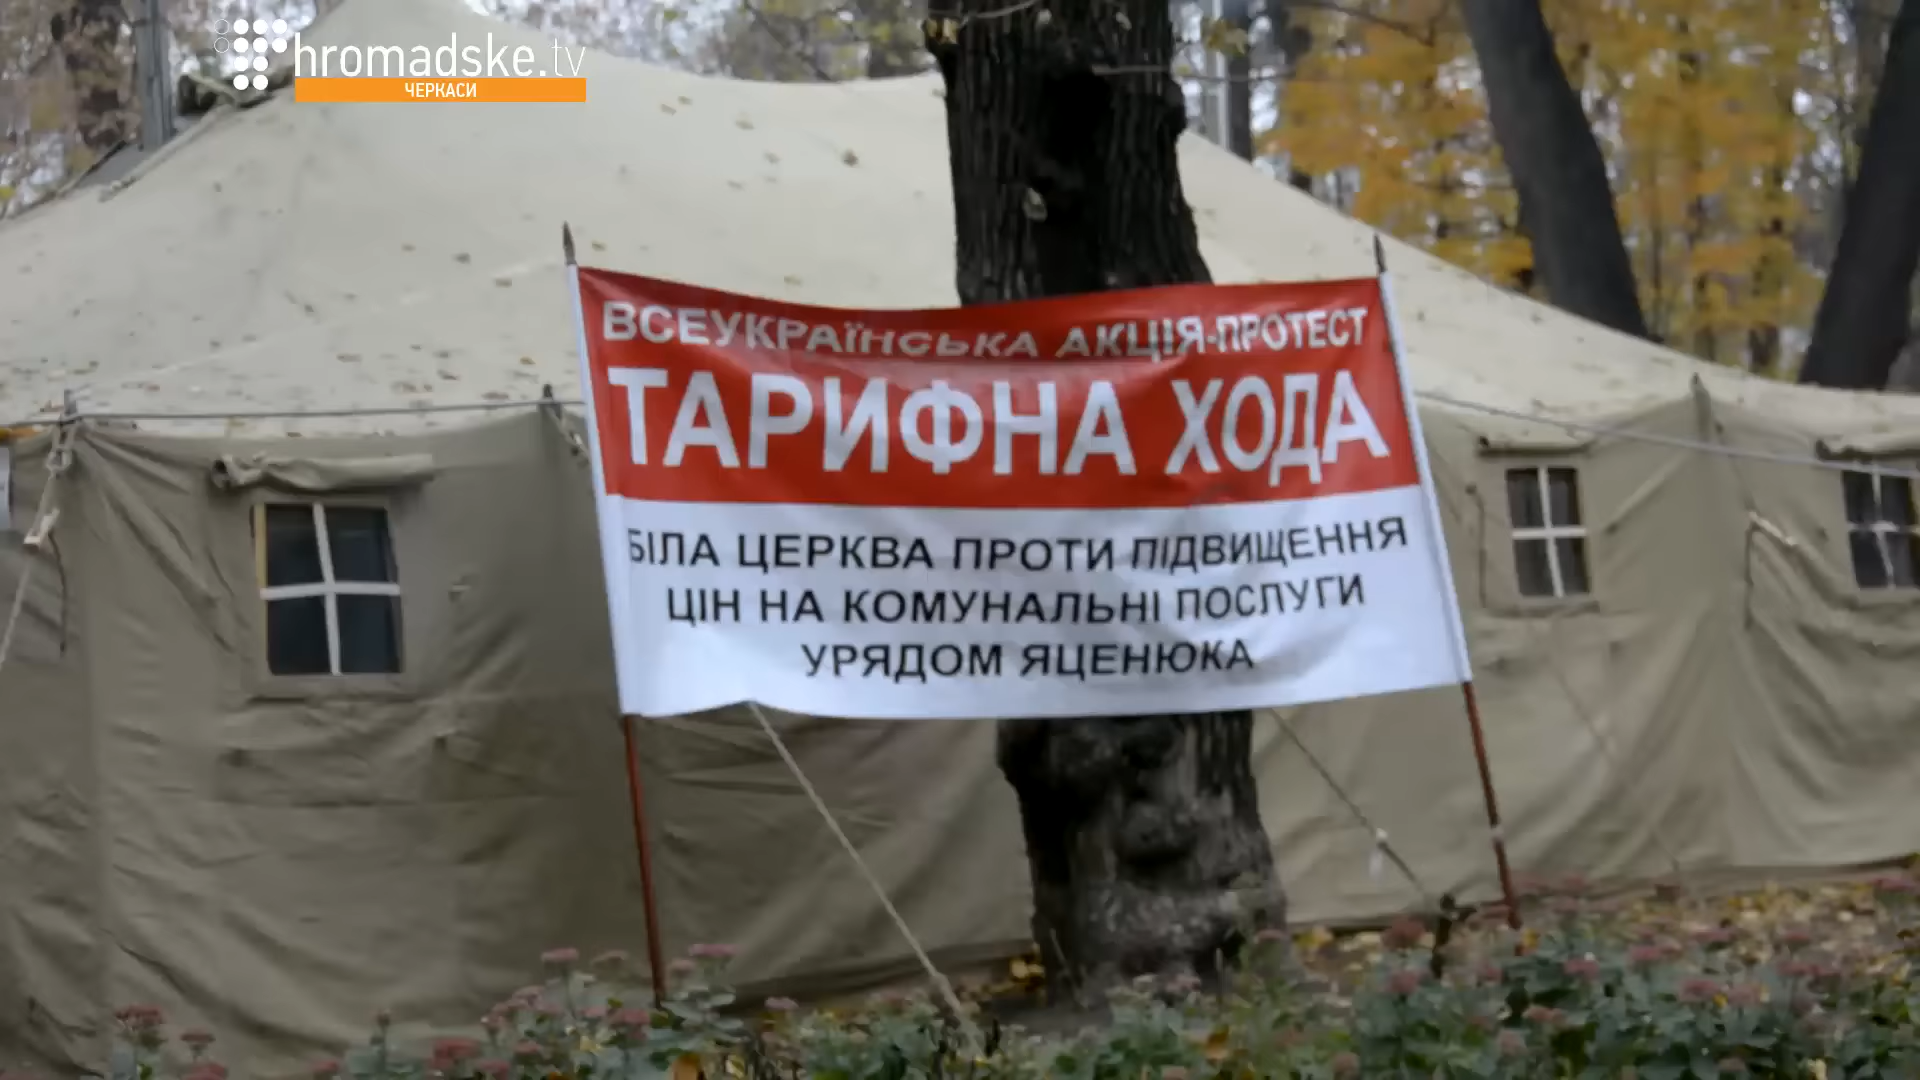 hromadske.tv
ЧЕРКАСИ
ВСЕУКРАЇНСЬКА АКЦІЯ-ПРОТЕСТ
ТАРИФНА ХОДА
БІЛА ЦЕРКВА ПРОТИ ПІДВИЩЕННЯ
ЦІН НА КОМУНАЛЬНІ ПОСЛУГИ
УРЯДОМ ЯЦЕНЮКА